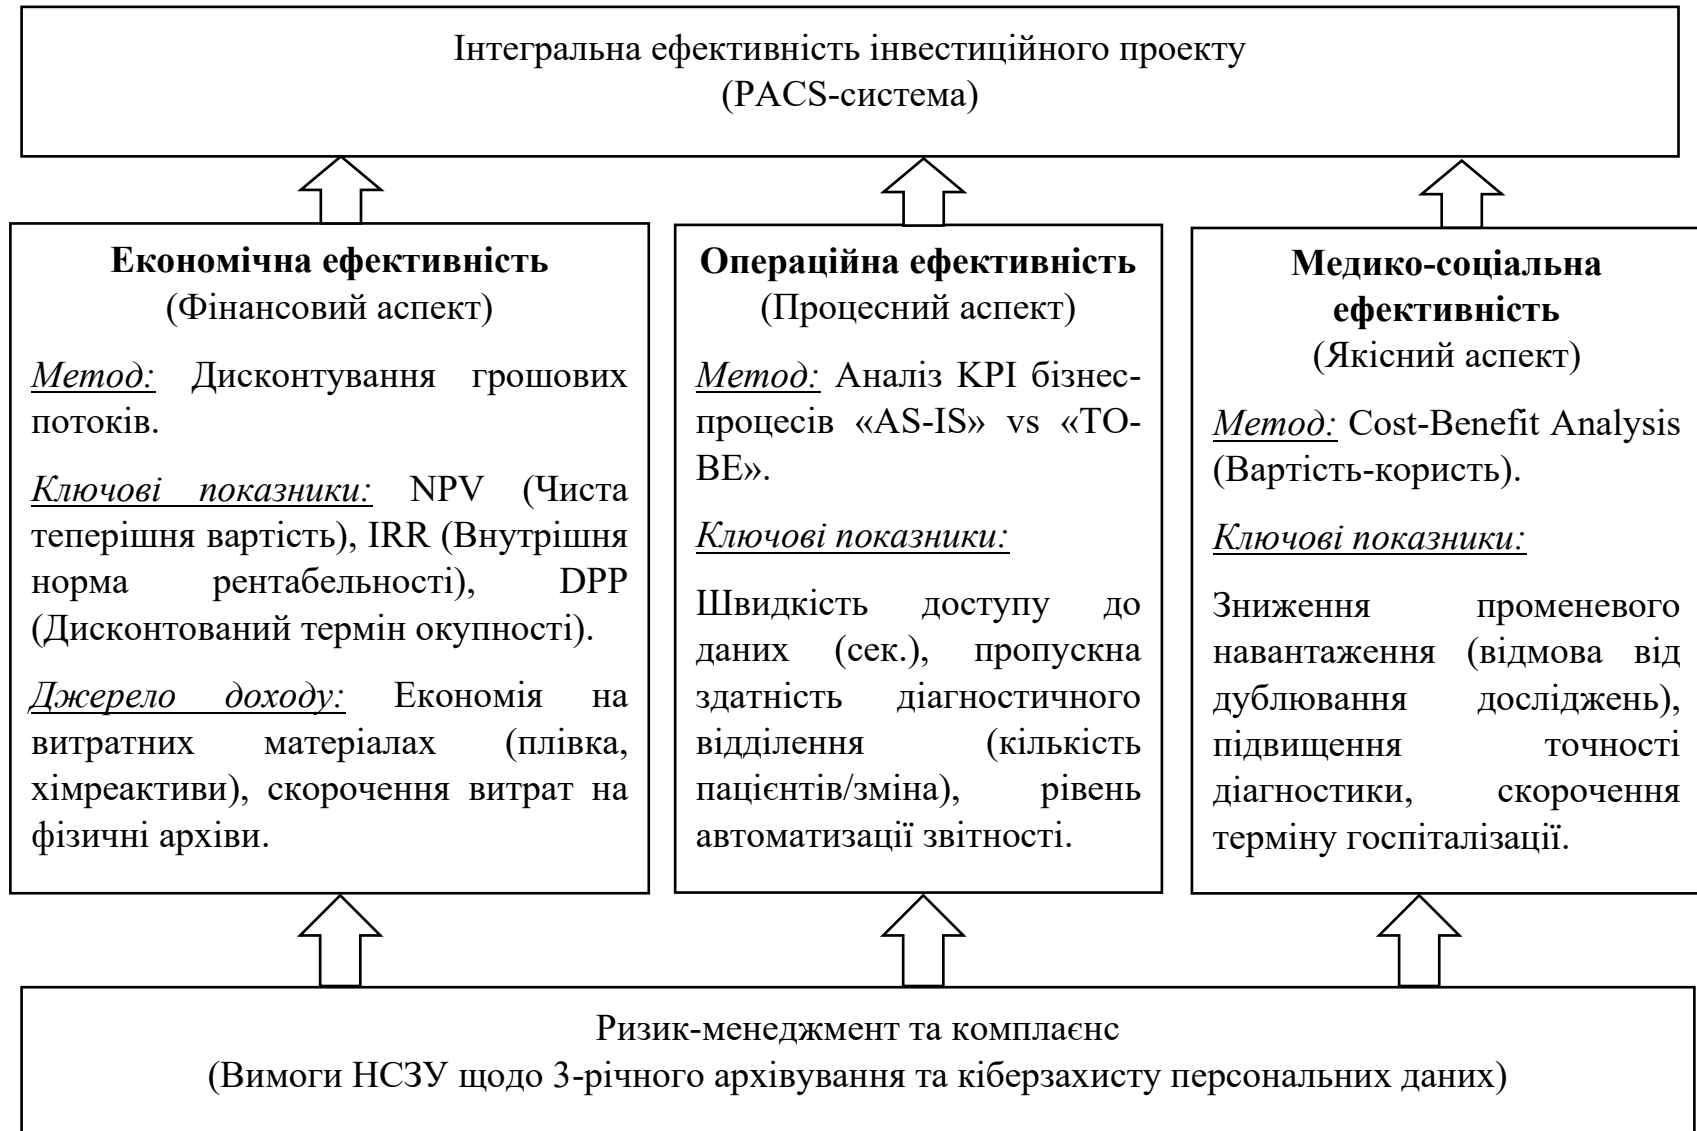 Інтегральна ефективність інвестиційного проекту
(PACS-система)
Економічна ефективність
(Фінансовий аспект)
Метод: Дисконтування грошових
потоків.
Ключові показники: NPV (Чиста
теперішня вартість), IRR (Внутрішня
норма рентабельності), DPP
(Дисконтований термін окупності).
Джерело доходу: Економія на
витратних матеріалах (плівка,
хімреактиви), скорочення витрат на
фізичні архіви.
Операційна ефективність
(Процесний аспект)
Метод: Аналіз KPI бізнес-
процесів «AS-IS» vs «TO-
BE».
Ключові показники:
Швидкість доступу до
даних (сек.), пропускна
здатність діагностичного
відділення (кількість
пацієнтів/зміна), рівень
автоматизації звітності.
Медико-соціальна
ефективність
(Якісний аспект)
Метод: Cost-Benefit Analysis
(Вартість-користь).
Ключові показники:
Зниження променевого
навантаження (відмова від
дублювання досліджень),
підвищення точності
діагностики, скорочення
терміну госпіталізації.
Ризик-менеджмент та комплаєнс
(Вимоги НСЗУ щодо 3-річного архівування та кіберзахисту персональних даних)